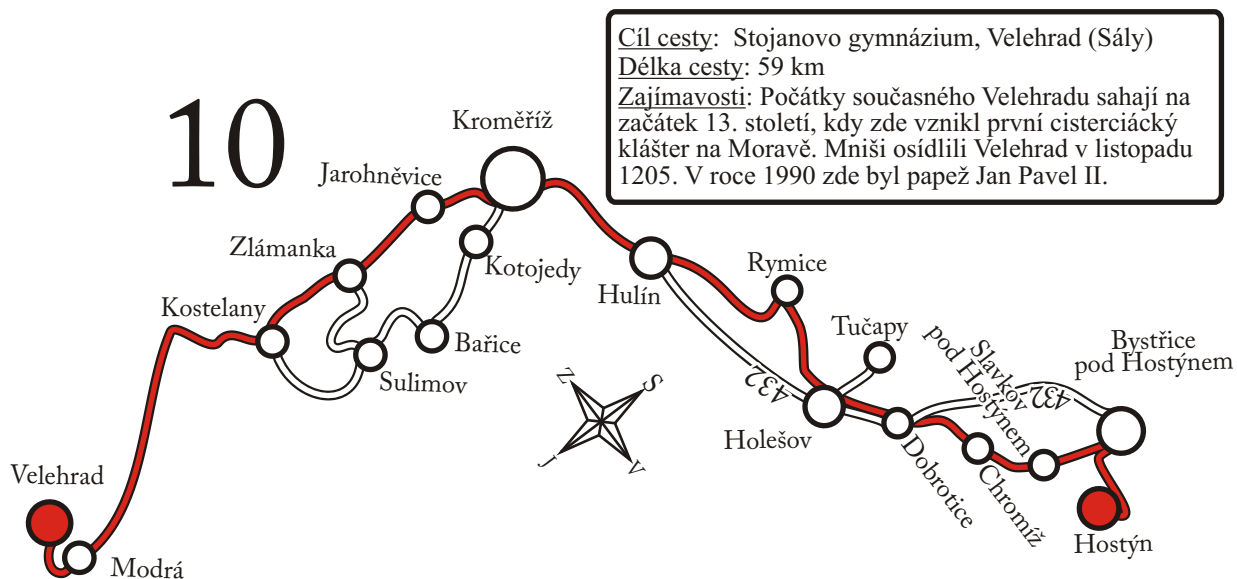 10
Cíl cesty: Stojanovo gymnázium, Velehrad (Sály)
Délka cesty: 59 km
Zajímavosti: Počátky současného Velehradu sahají na
začátek 13. století, kdy zde vznikl první cisterciácký
klášter na Moravě. Mniši osídlili Velehrad v listopadu
1205. V roce 1990 zde byl papež Jan Pavel II.
Kroměříž
Jarohněvice
Zlámanka
Kotojedy
Kostelany
Hulín
Rymice
Tučapy
Bařice
Sulimov
Slavkov
pod Hostýnem
Bystřice
pod Hostýnem
432
432
Z
S
J
V
Holešov
Dobrotice
Chromíž
Velehrad
Modrá
Hostýn